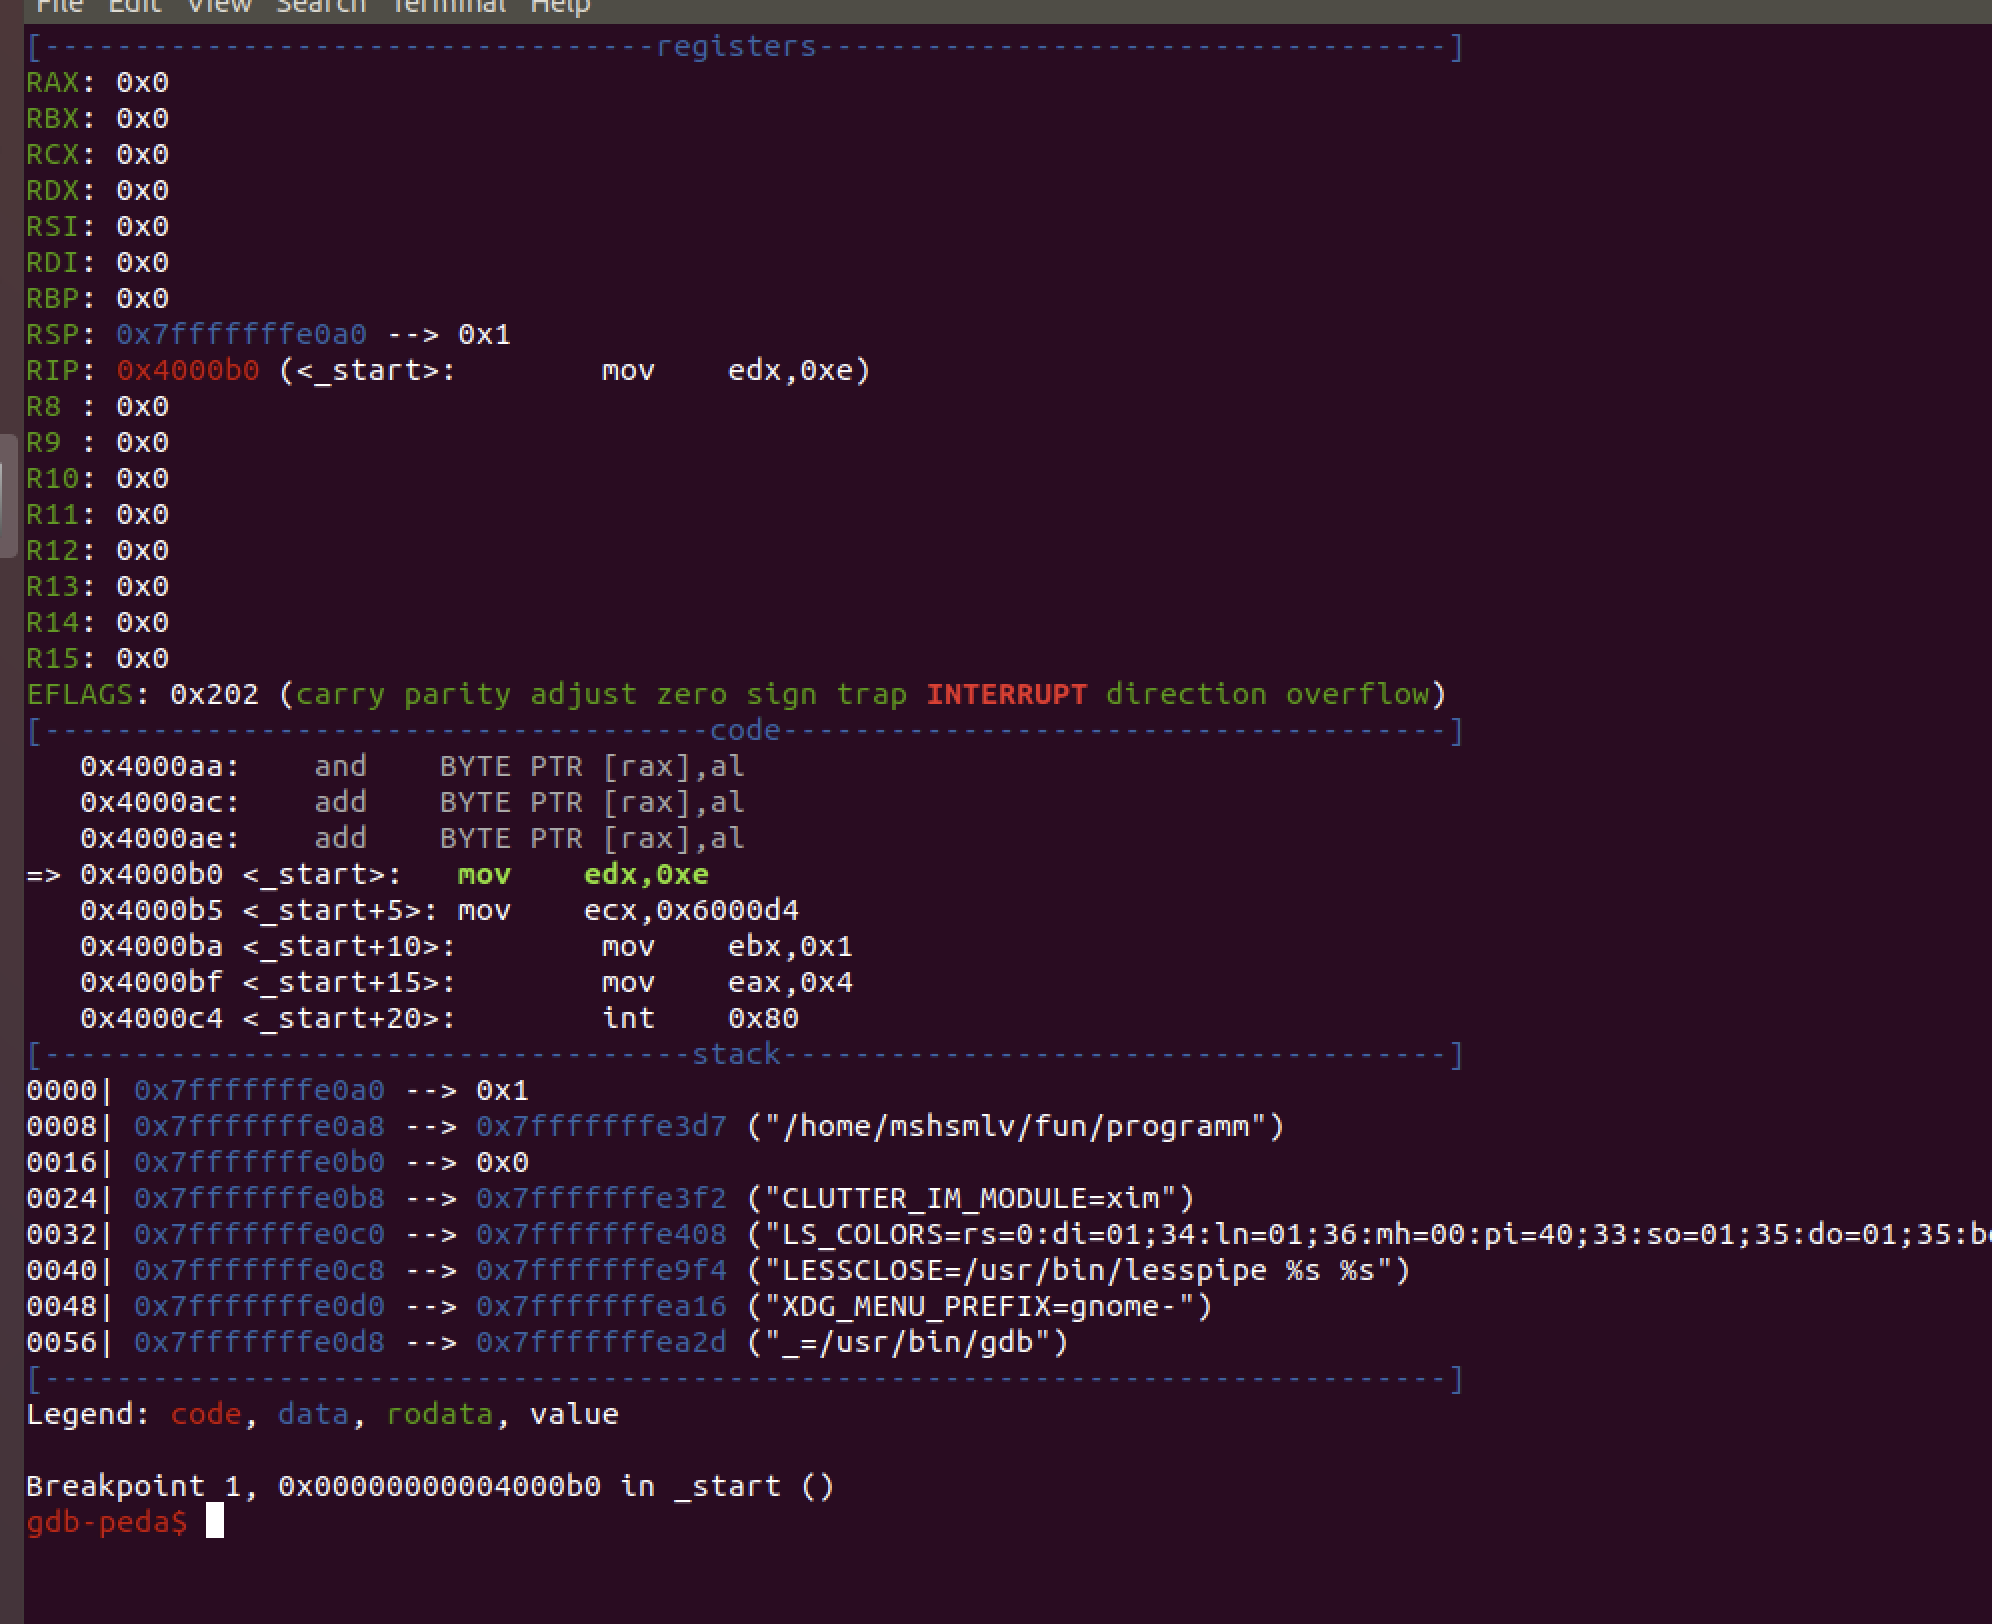 File Edit View Search Terminal Help
[----------------------------------registers-----------------------------------]
RAX: 0x0
RBX: 0x0
RCX: 0x0
RDX: 0x0
RSI: 0x0
RDI: 0x0
RBP: 0x0
RSP: 0x7fffffffe0a0 --> 0x1
RIP: 0x4000b0 (<_start>:        mov    edx,0xe)
R8 : 0x0
R9 : 0x0
R10: 0x0
R11: 0x0
R12: 0x0
R13: 0x0
R14: 0x0
R15: 0x0
EFLAGS: 0x202 (carry parity adjust zero sign trap INTERRUPT direction overflow)
[-------------------------------------code-------------------------------------]
   0x4000aa:    and    BYTE PTR [rax],al
   0x4000ac:    add    BYTE PTR [rax],al
   0x4000ae:    add    BYTE PTR [rax],al
=> 0x4000b0 <_start>:   mov    edx,0xe
   0x4000b5 <_start+5>: mov    ecx,0x6000d4
   0x4000ba <_start+10>:        mov    ebx,0x1
   0x4000bf <_start+15>:        mov    eax,0x4
   0x4000c4 <_start+20>:        int    0x80
[------------------------------------stack-------------------------------------]
0000| 0x7fffffffe0a0 --> 0x1
0008| 0x7fffffffe0a8 --> 0x7fffffffe3d7 ("/home/mshsmlv/fun/programm")
0016| 0x7fffffffe0b0 --> 0x0
0024| 0x7fffffffe0b8 --> 0x7fffffffe3f2 ("CLUTTER_IM_MODULE=xim")
0032| 0x7fffffffe0c0 --> 0x7fffffffe408 ("LS_COLORS=rs=0:di=01;34:ln=01;36:mh=00:pi=40;33:so=01;35:do=01;35:b
0040| 0x7fffffffe0c8 --> 0x7fffffffe9f4 ("LESSCLOSE=/usr/bin/lesspipe %s %s")
0048| 0x7fffffffe0d0 --> 0x7fffffffea16 ("XDG_MENU_PREFIX=gnome-")
0056| 0x7fffffffe0d8 --> 0x7fffffffea2d ("_=/usr/bin/gdb")
[------------------------------------------------------------------------------]
Legend: code, data, rodata, value
Breakpoint 1, 0x00000000004000b0 in _start ()
gdb-peda$